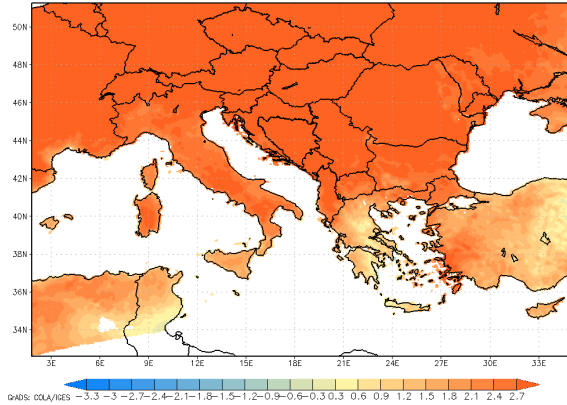 50N
48N
46N
44N
42N
40N
38N
36N
34N
3E 6E 9E 12E 15E 18E 21E 24E 27E 30E 33E
GrADS: COLA/IGES -3.3 -3 -2.7 -2.4 -2.1 -1.8 -1.5 -1.2 -0.9 -0.6 -0.3 0.3 0.6 0.9 1.2 1.5 1.8 2.1 2.4 2.7